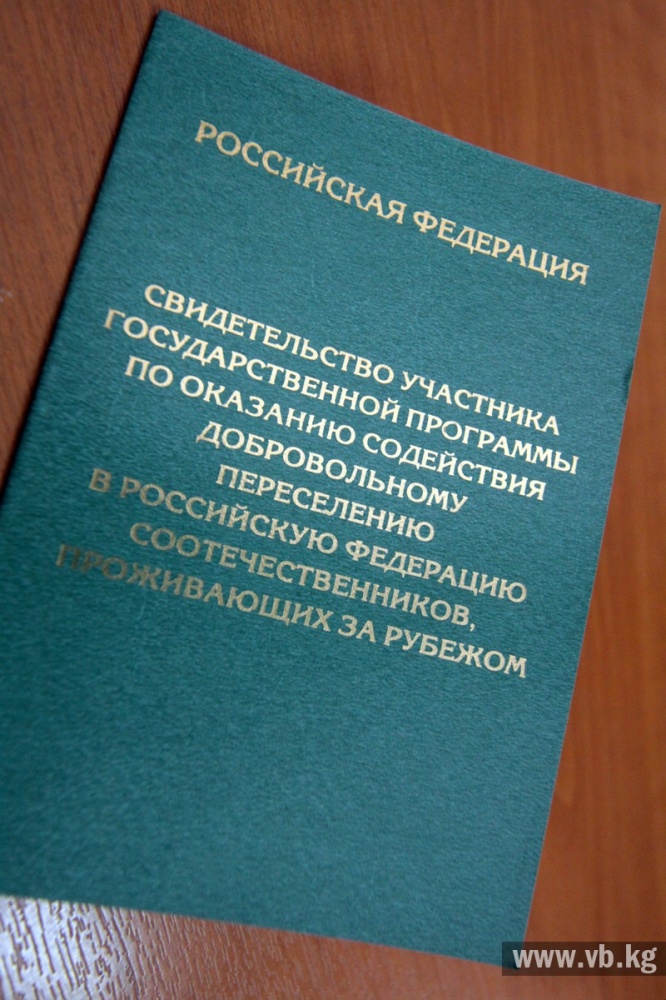 РОССИЙСКАЯ ФЕДЕРАЦИЯ
СВИДЕТЕЛЬСТВО УЧАСТНИКА
ГОСУДАРСТВЕННОЙ ПРОГРАММЫ
ПО ОКАЗАНИЮ СОДЕЙСТВИЯ
ДОБРОВОЛЬНОМУ
ПЕРЕСЕЛЕНИЮ
В РОССИЙСКУЮ ФЕДЕРАЦИЮ
СООТЕЧЕСТВЕННИКОВ,
ПРОЖИВАЮЩИХ ЗА РУБЕЖОМ
www.vb.kg